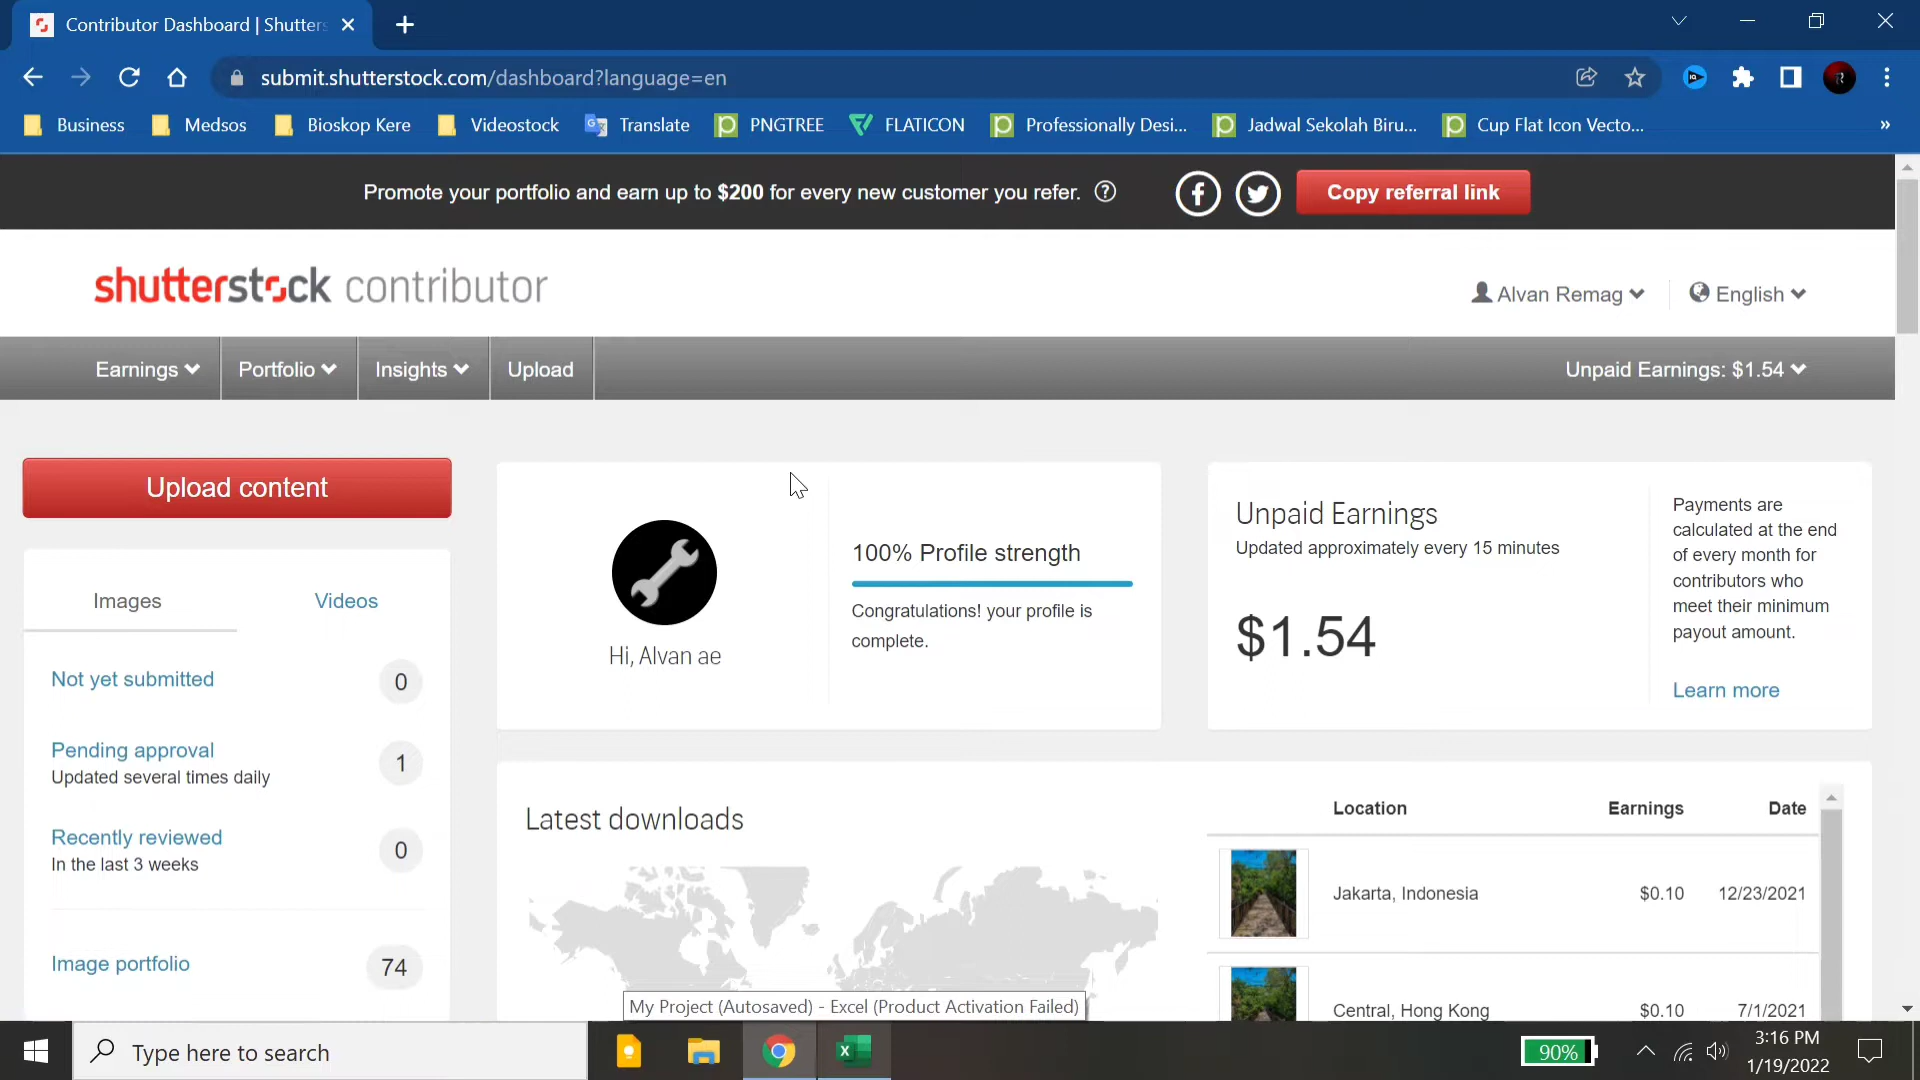 Contributor Dashboard | Shutters
submit.shutterstock.com/dashboard?language=en
Business Medsos Bioskop Kere Videostock Translate PNGTREE FLATICON Professionally Desi... Jadwal Sekolah Biru... Cup Flat Icon Vecto... »
Promote your portfolio and earn up to $200 for every new customer you refer. ? Copy referral link
shutterstock contributor
Alvan Remag English
Earnings Portfolio Insights Upload Unpaid Earnings: $1.54
Upload content
Images Videos
Not yet submitted 0
Pending approval 1
Updated several times daily
Recently reviewed 0
In the last 3 weeks
Image portfolio 74
Hi, Alvan ae
100% Profile strength
Congratulations! your profile is
complete.
Unpaid Earnings
Updated approximately every 15 minutes
$1.54
Payments are
calculated at the end
of every month for
contributors who
meet their minimum
payout amount.
Learn more
Latest downloads
Location Earnings Date
Jakarta, Indonesia $0.10 12/23/2021
Central, Hong Kong $0.10 7/1/2021
My Project (Autosaved) - Excel (Product Activation Failed)
Type here to search
90%
3:16 PM
1/19/2022